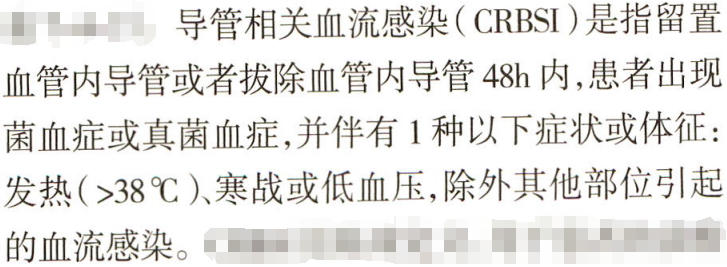 导管相关血流感染(CRBSI)是指留置
血管内导管或者拔除血管内导管 48h 内,患者出现
菌血症或真菌血症,并伴有 1 种以下症状或体征:
发热(>38℃)、寒战或低血压,除外其他部位引起
的血流感染。